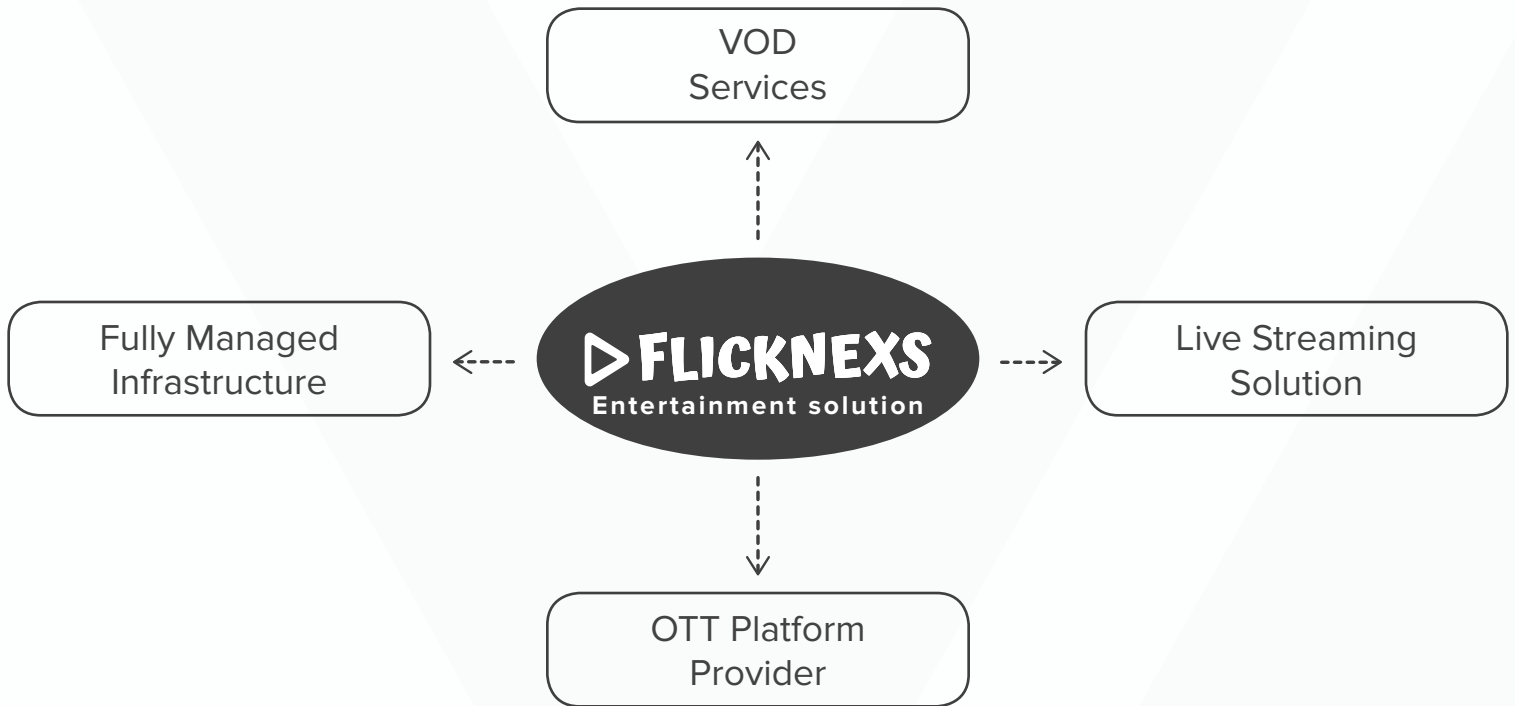 VOD
Services
Fully Managed
Infrastructure
FLICKNEXS
Entertainment solution
Live Streaming
Solution
OTT Platform
Provider